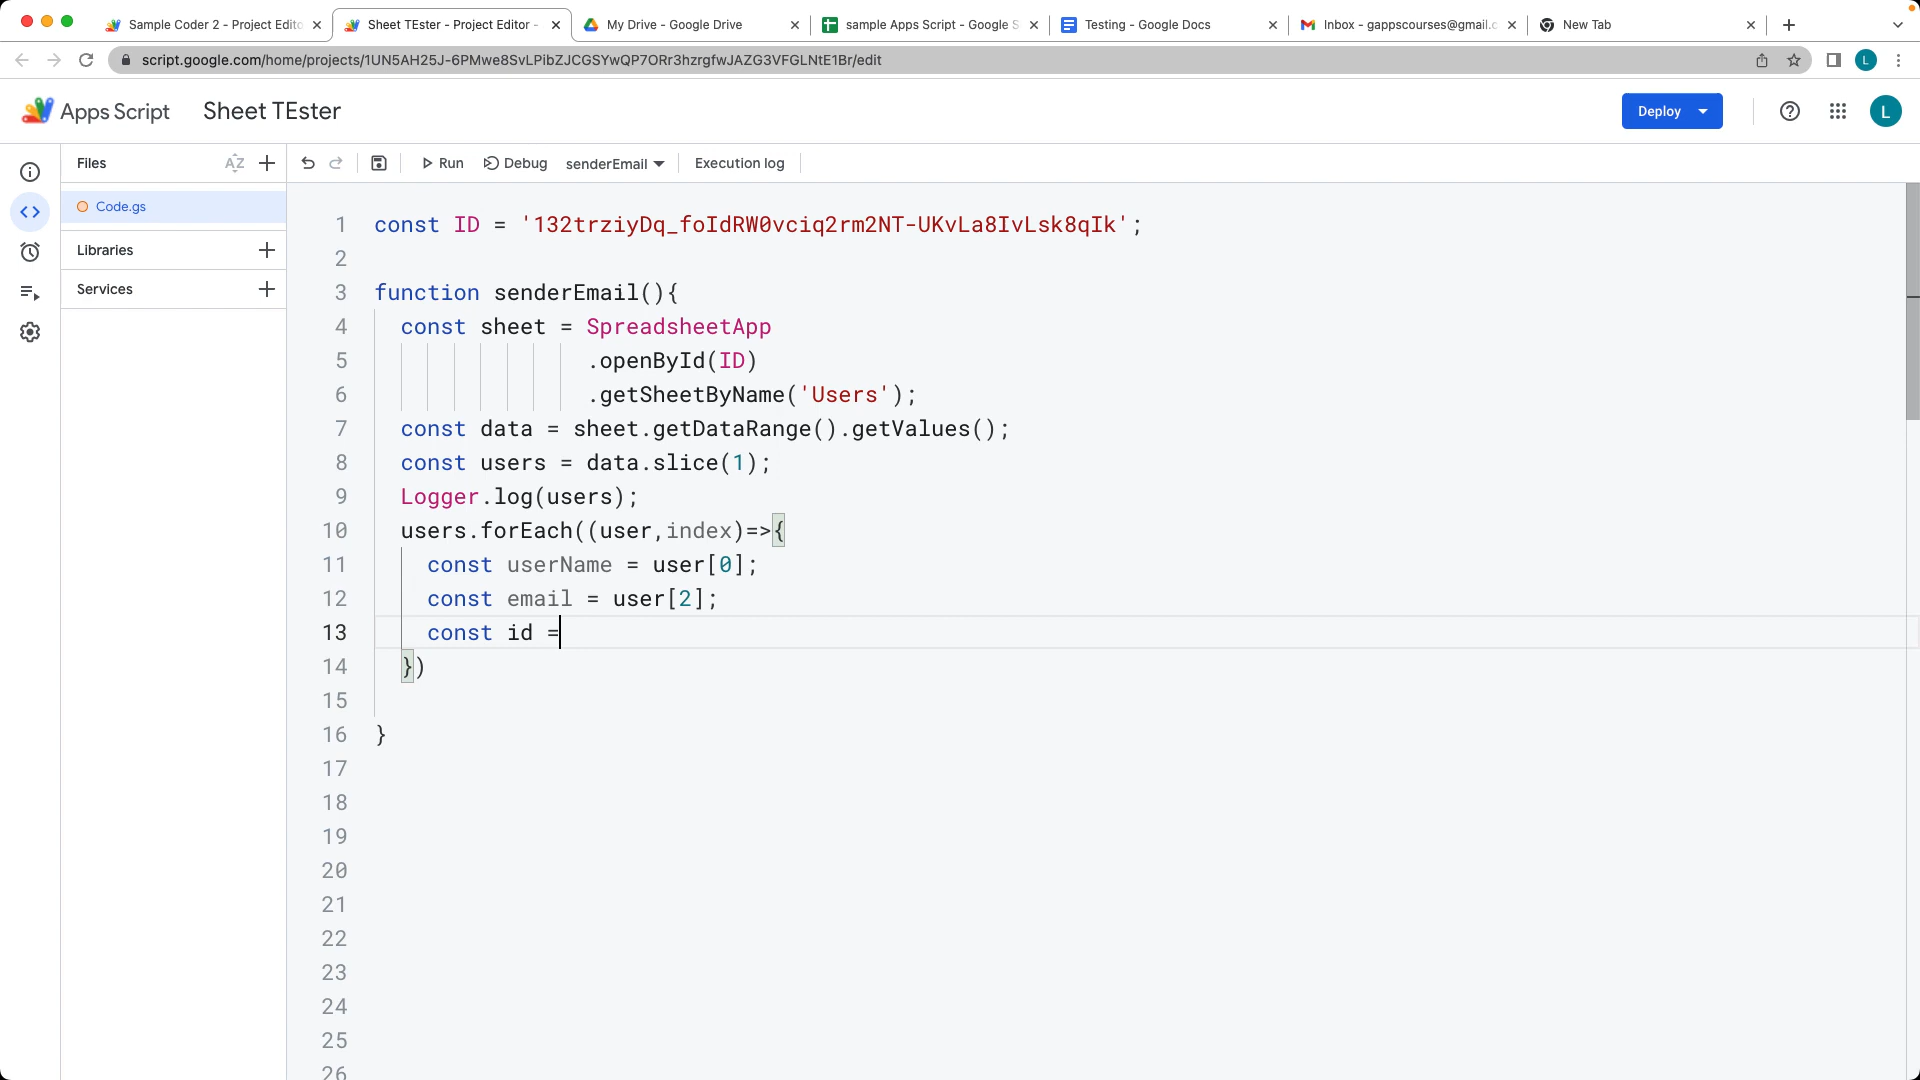 Sample Coder 2 - Project Edito
Sheet TEster - Project Editor -
My Drive - Google Drive
sample Apps Script - Google S
Testing - Google Docs
Inbox - gappscourses@gmail.c
New Tab
script.google.com/home/projects/1UN5AH25J-6PMwe8SvLPibZJCGSYwQP7ORr3hzrgfwJAZG3VFGLNtE1Br/edit
L
Apps Script
Sheet TEster
Deploy
L
Files
AZ
Run
Debug
senderEmail
Execution log
Code.gs
Libraries
Services
1 const ID = '132trziyDq_foIdRW0vciq2rm2NT-UKvLa8IvLsk8qIk';
2
3 function senderEmail(){
4 const sheet = SpreadsheetApp
5 .openById(ID)
6 .getSheetByName('Users');
7 const data = sheet.getDataRange().getValues();
8 const users = data.slice(1);
9 Logger.log(users);
10 users.forEach((user,index)=>{
11 const userName = user[0];
12 const email = user[2];
13 const id =
14 })
15
16 }
17
18
19
20
21
22
23
24
25
26